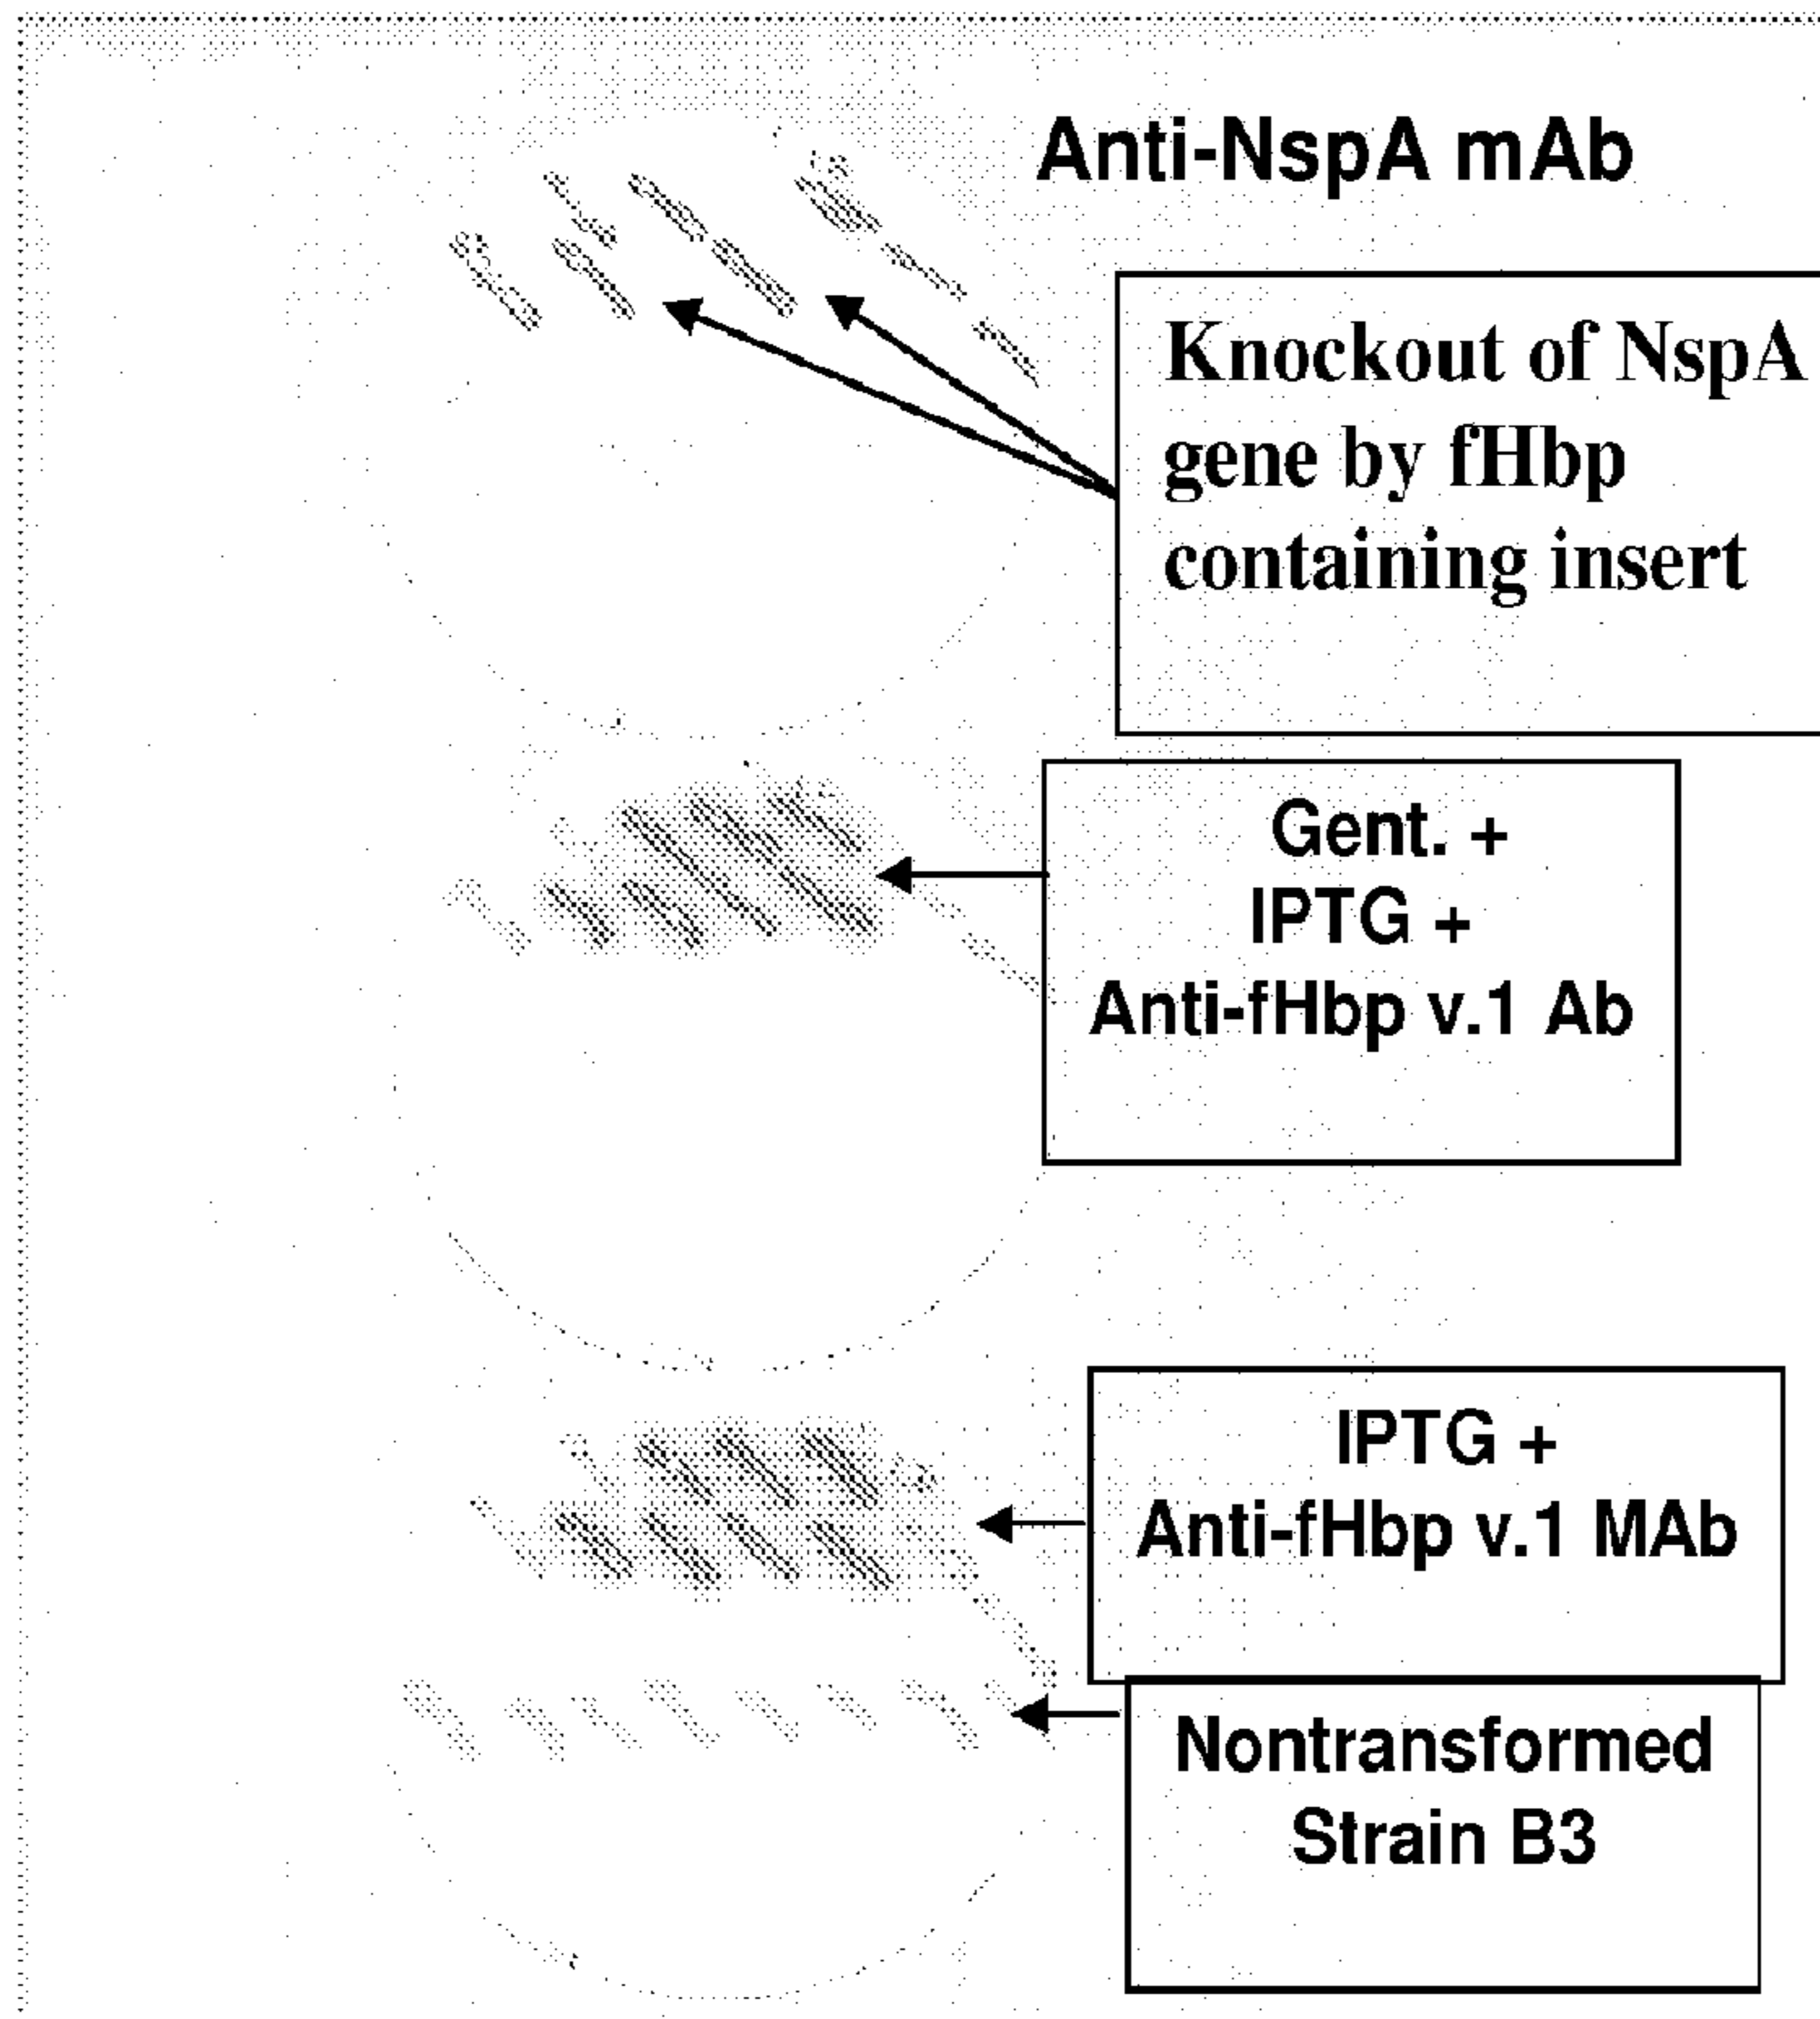 Anti-NspA mAb
Knockout of NspA
gene by fHbp
containing insert
Gent. +
IPTG +
Anti-fHbp v.1 Ab
IPTG +
Anti-fHbp v.1 MAb
Nontransformed
Strain B3